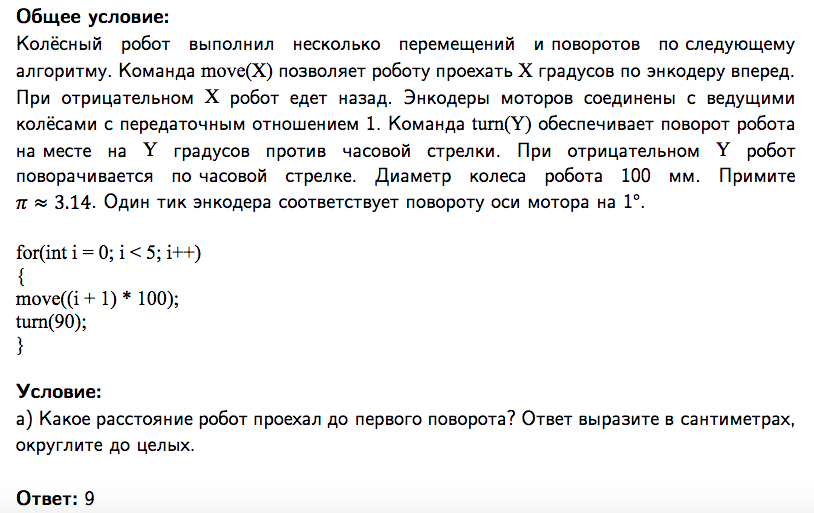 Общее условие:
Колёсный робот выполнил несколько перемещений и поворотов по следующему
алгоритму. Команда move(X) позволяет роботу проехать X градусов по энкодеру вперед.
При отрицательном X робот едет назад. Энкодеры моторов соединены с ведущими
колёсами с передаточным отношением 1. Команда turn(Y) обеспечивает поворот робота
на месте на Y градусов против часовой стрелки. При отрицательном Y робот
поворачивается по часовой стрелке. Диаметр колеса робота 100 мм. Примите
π ≈ 3.14. Один тик энкодера соответствует повороту оси мотора на 1°.
for(int i = 0; i < 5; i++)
{
move((i + 1) * 100);
turn(90);
}
Условие:
а) Какое расстояние робот проехал до первого поворота? Ответ выразите в сантиметрах,
округлите до целых.
Ответ: 9